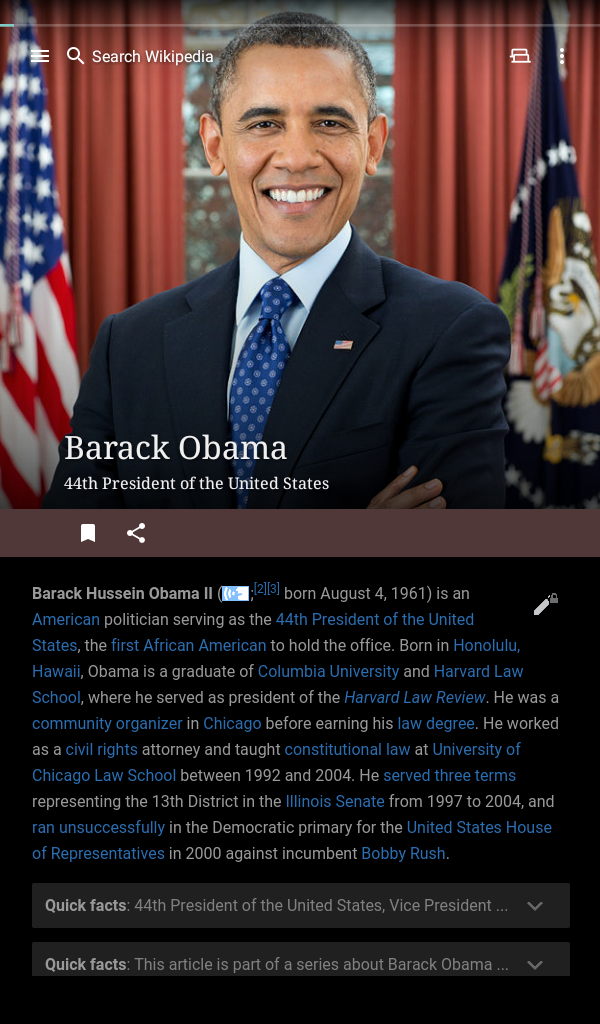 Search Wikipedia
Barack Obama
44th President of the United States
Barack Hussein Obama II (;[2][3] born August 4, 1961) is an
American politician serving as the 44th President of the United
States, the first African American to hold the office. Born in Honolulu,
Hawaii, Obama is a graduate of Columbia University and Harvard Law
School, where he served as president of the Harvard Law Review. He was a
community organizer in Chicago before earning his law degree. He worked
as a civil rights attorney and taught constitutional law at University of
Chicago Law School between 1992 and 2004. He served three terms
representing the 13th District in the Illinois Senate from 1997 to 2004, and
ran unsuccessfully in the Democratic primary for the United States House
of Representatives in 2000 against incumbent Bobby Rush.
Quick facts: 44th President of the United States, Vice President ...
Quick facts: This article is part of a series about Barack Obama ...